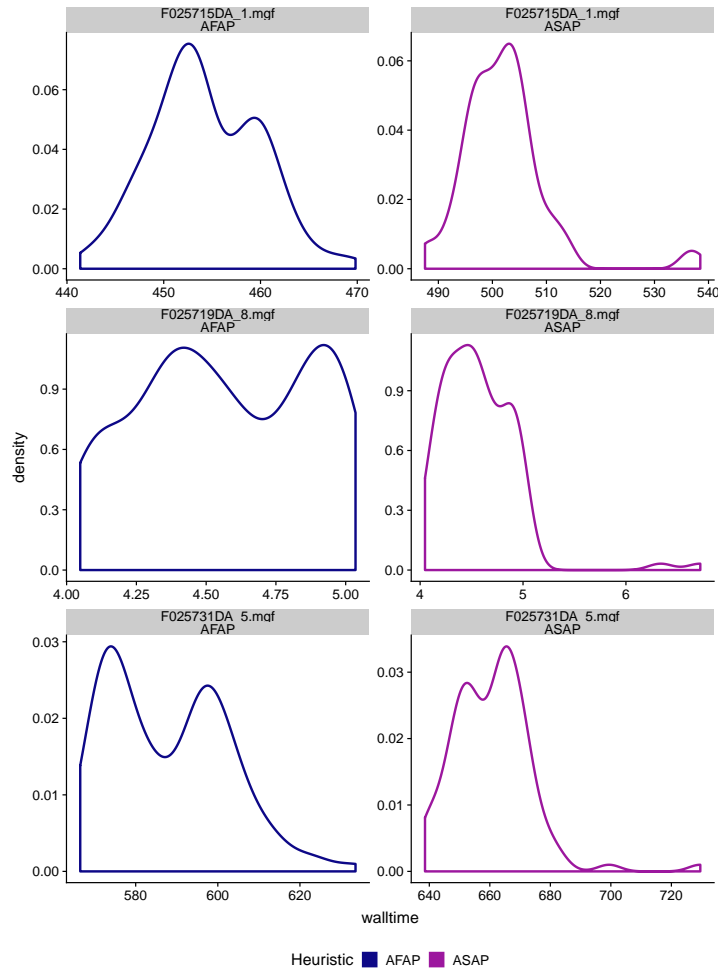 F025715DA_1.mgf
AFAP
0.06
0.04
0.02
0.00
440 450 460 470
F025715DA_1.mgf
ASAP
0.06
0.04
0.02
0.00
490 500 510 520 530 540
F025719DA_8.mgf
AFAP
0.9
0.6
0.3
0.0
4.00 4.25 4.50 4.75 5.00
F025719DA_8.mgf
ASAP
0.9
0.6
0.3
0.0
4 5 6
F025731DA_5.mgf
AFAP
0.03
0.02
0.01
0.00
580 600 620
F025731DA_5.mgf
ASAP
0.03
0.02
0.01
0.00
640 660 680 700 720
density
walltime
Heuristic AFAP ASAP